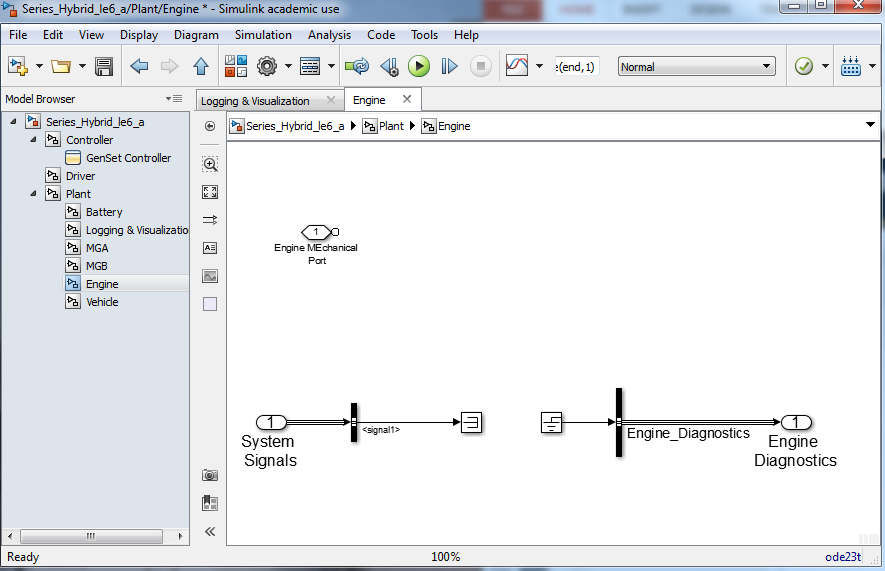 Series_Hybrid_le6_a/Plant/Engine * - Simulink academic use
File Edit View Display Diagram Simulation Analysis Code Tools Help
(end,1) Normal
Model Browser
Logging & Visualization Engine
Series_Hybrid_le6_a Plant Engine
Series_Hybrid_le6_a
Controller
GenSet Controller
Driver
Plant
Battery
Logging & Visualizatio
MGA
MGB
Engine
Vehicle
1
Engine MEchanical
Port
1
System
Signals
<signal1>
Engine_Diagnostics
1
Engine
Diagnostics
Ready 100% ode23t